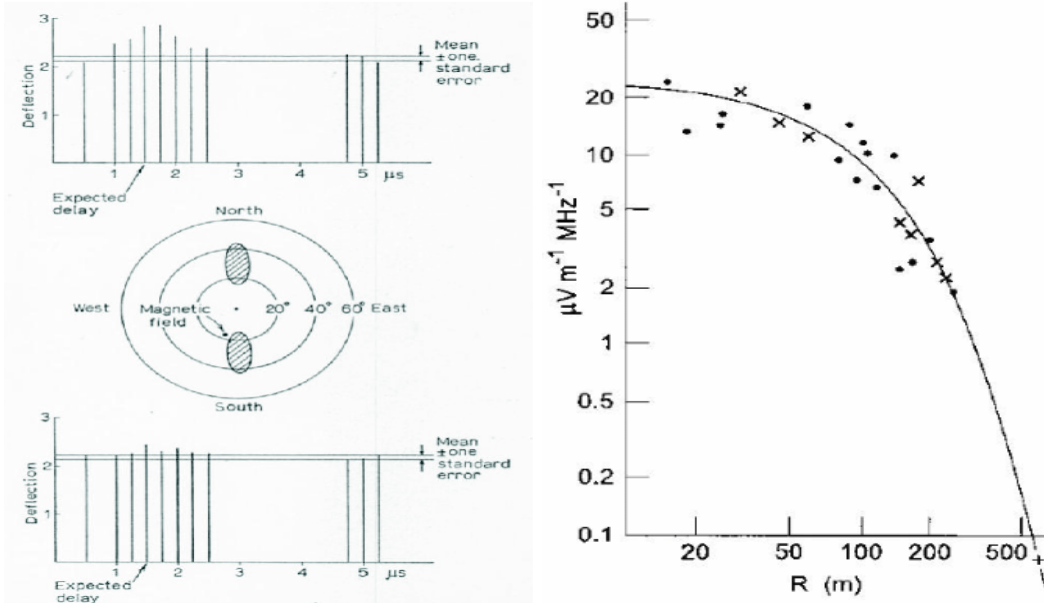 3
Mean
± one.
standard
error
2
Deflection
1
1
2
3
4
5
μs
Expected
delay
North
West
Magnetic
field
20° 40° 60° East
South
3
Mean
± one
standard
error
2
Deflection
1
1
2
3
4
5
μs
Expected
delay
50
20
10
5
2
1
0.5
0.2
0.1
μV m⁻¹ MHz⁻¹
20
50
100
200
500
R (m)